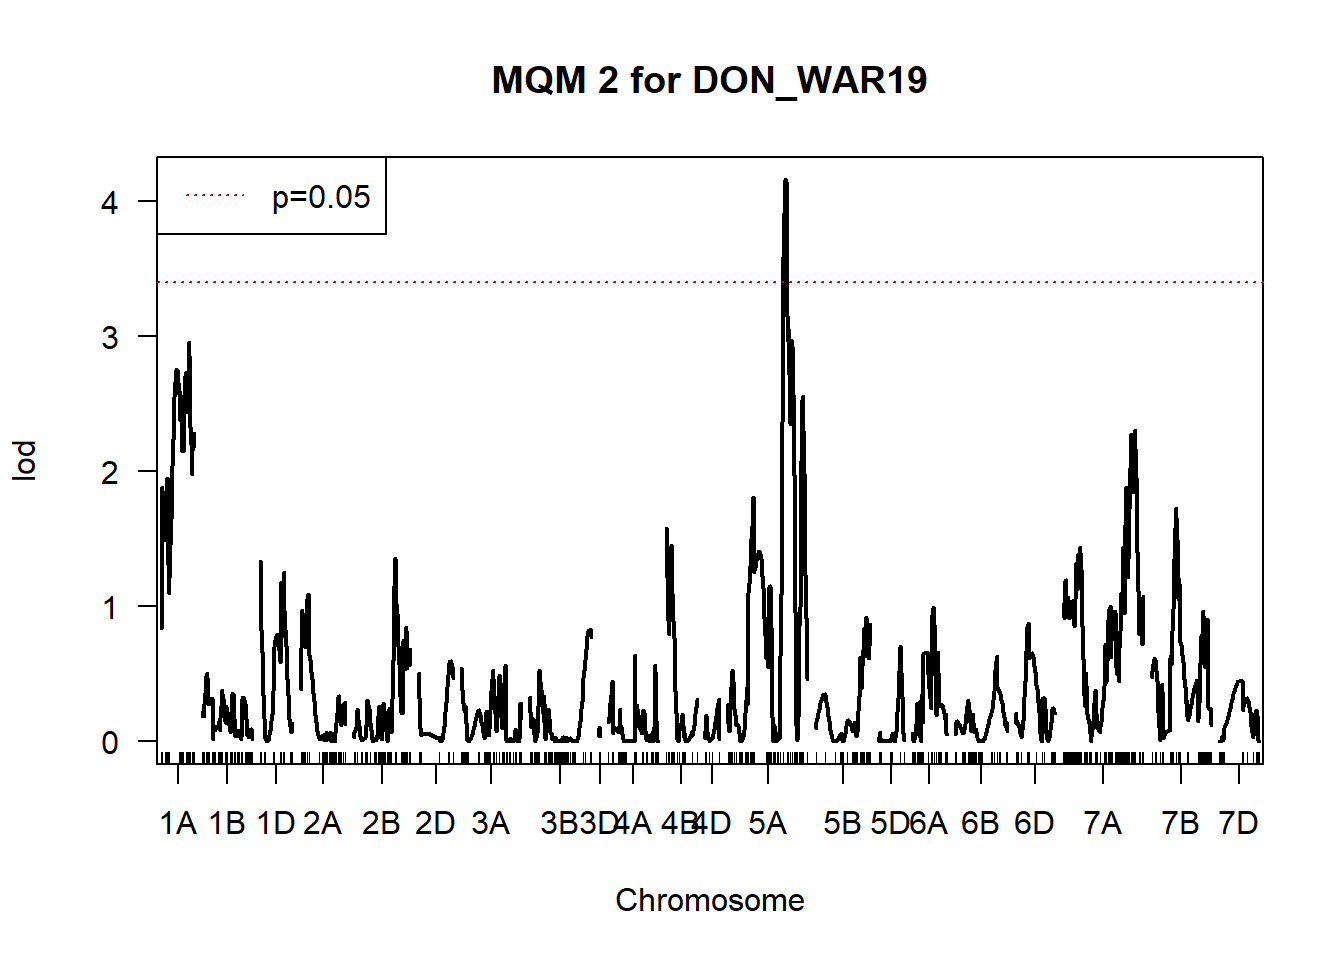 MQM 2 for DON_WAR19
p=0.05
lod
4
3
2
1
0
1A 1B 1D 2A 2B 2D 3A 3B 3D 4A 4B 4D 5A 5B 5D 6A 6B 6D 7A 7B 7D
Chromosome